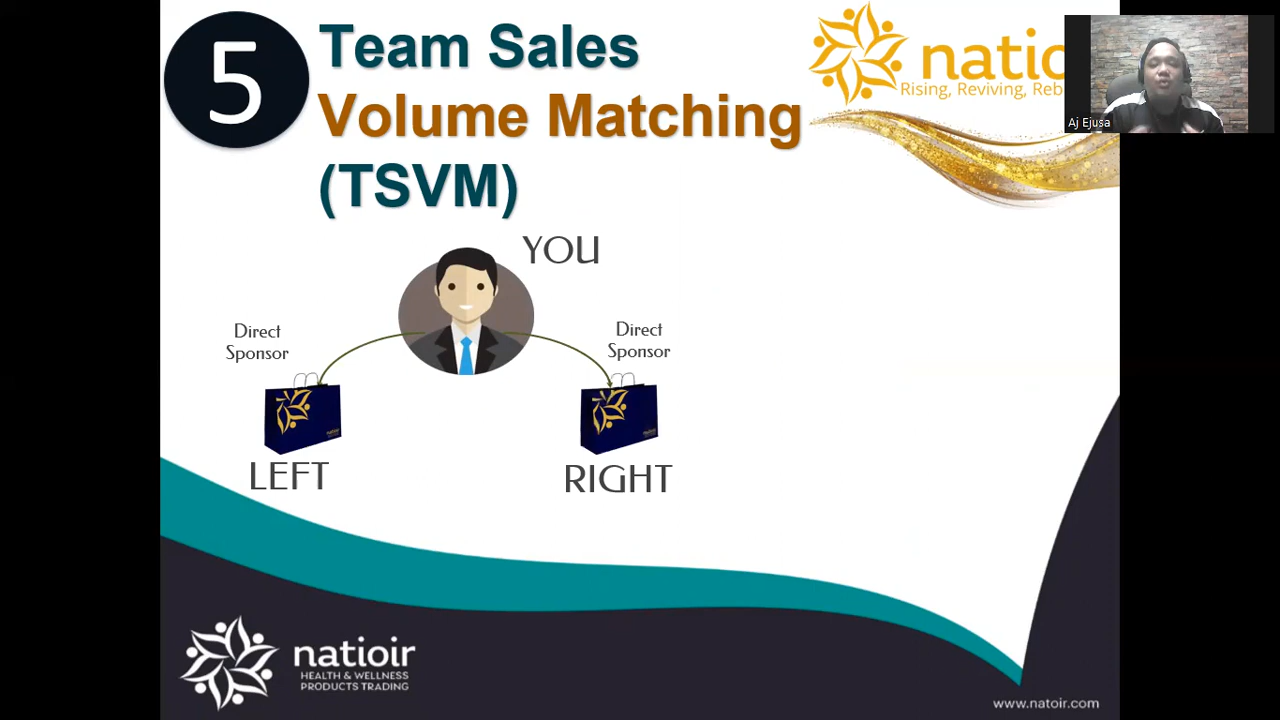 5
Team Sales
Volume Matching
(TSVM)
natio
Rising, Reviving, Reb
Aj Ejusa
YOU
Direct
Sponsor
Direct
Sponsor
LEFT
RIGHT
natioir
HEALTH & WELLNESS
PRODUCTS TRADING
www.natoir.com